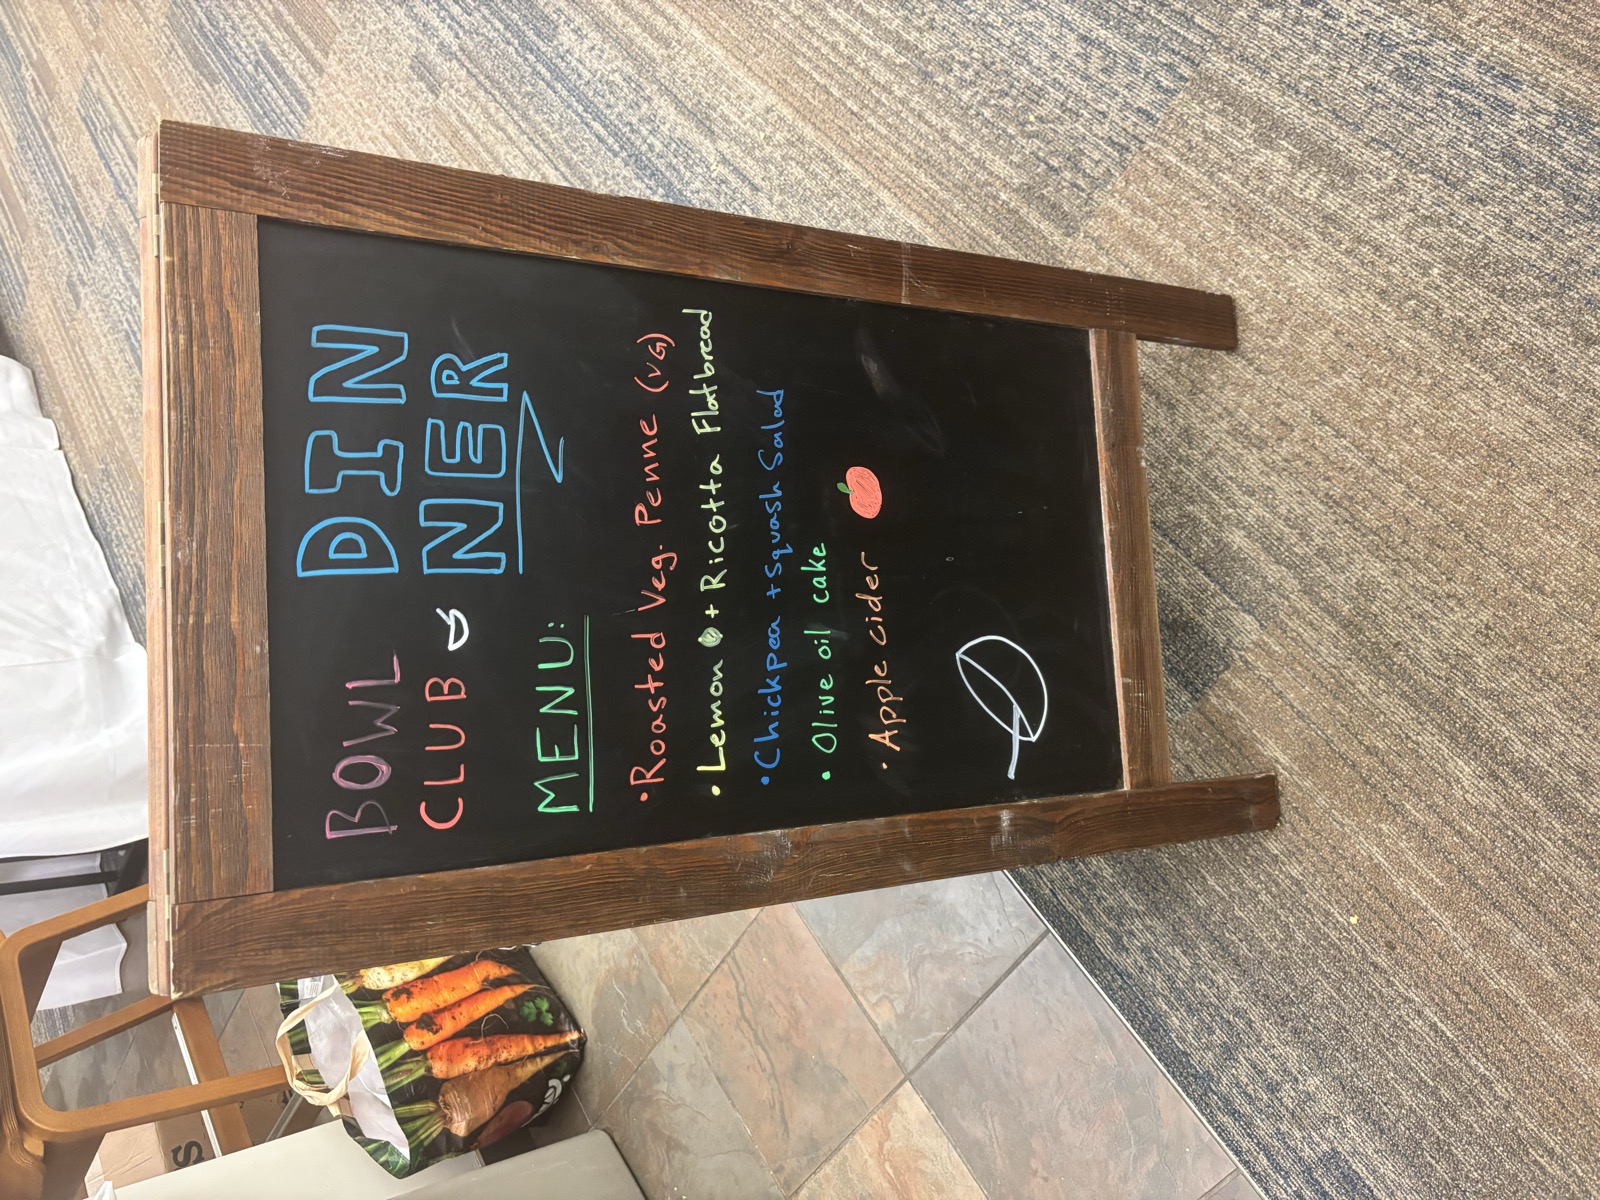 BOWL
CLUB
DIN
NER
MENU:
• Roasted Veg. Penne (VG)
• Lemon + Ricotta Flatbread
• Chickpea + Squash Salad
• Olive oil cake
• Apple cider
S